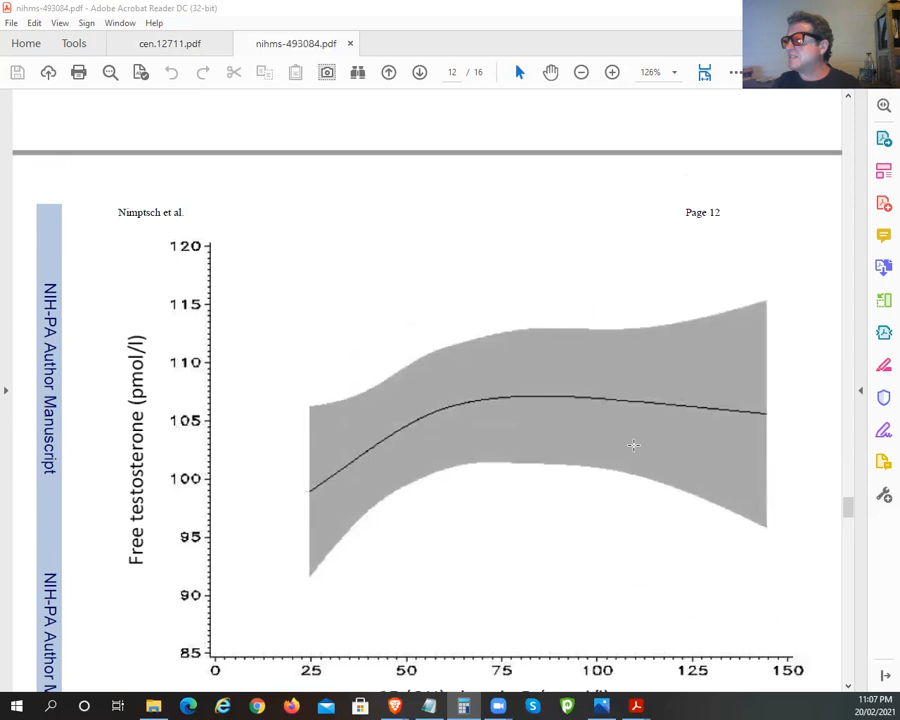 nihms-493084.pdf - Adobe Acrobat Reader DC (32-bit)
File Edit View Sign Window Help
Home Tools cen.12711.pdf nihms-493084.pdf ×
12 / 16 126%
Nimptsch et al. Page 12
NIH-PA Author Manuscript
NIH-PA Author M
Free testosterone (pmol/l)
120
115
110
105
100
95
90
85
0 25 50 75 100 125 150
11:07 PM
20/02/2021